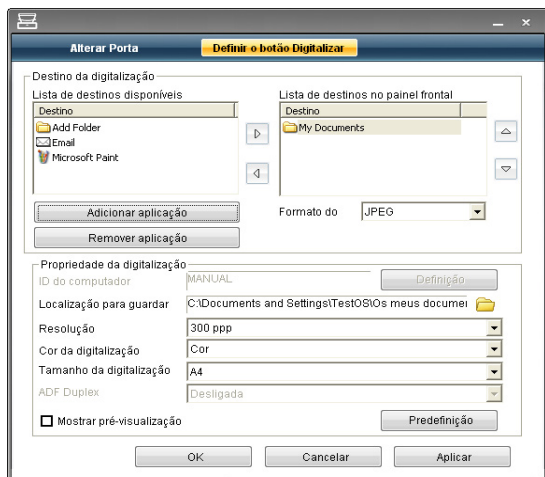 Alterar Porta
Definir o botão Digitalizar
Destino da digitalização
Lista de destinos disponíveis
Destino
Add Folder
Email
Microsoft Paint
Lista de destinos no painel frontal
Destino
My Documents
Adicionar aplicação
Remover aplicação
Formato do JPEG
Propriedade da digitalização
ID do computador MANUAL Definição
Localização para guardar C:\Documents and Settings\TestOS\Os meus documei
Resolução 300 ppp
Cor da digitalização Cor
Tamanho da digitalização A4
ADF Duplex Desligada
Mostrar pré-visualização Predefinição
OK Cancelar Aplicar